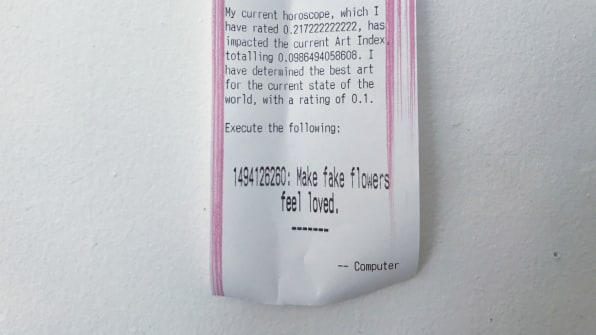 My current horoscope, which I
have rated 0.217222222222, has
impacted the current Art Index,
totalling 0.0986494058608. I
have determined the best art
for the current state of the
world, with a rating of 0.1.
Execute the following:
1494126260: Make fake flowers
feel loved.
-------
-- Computer